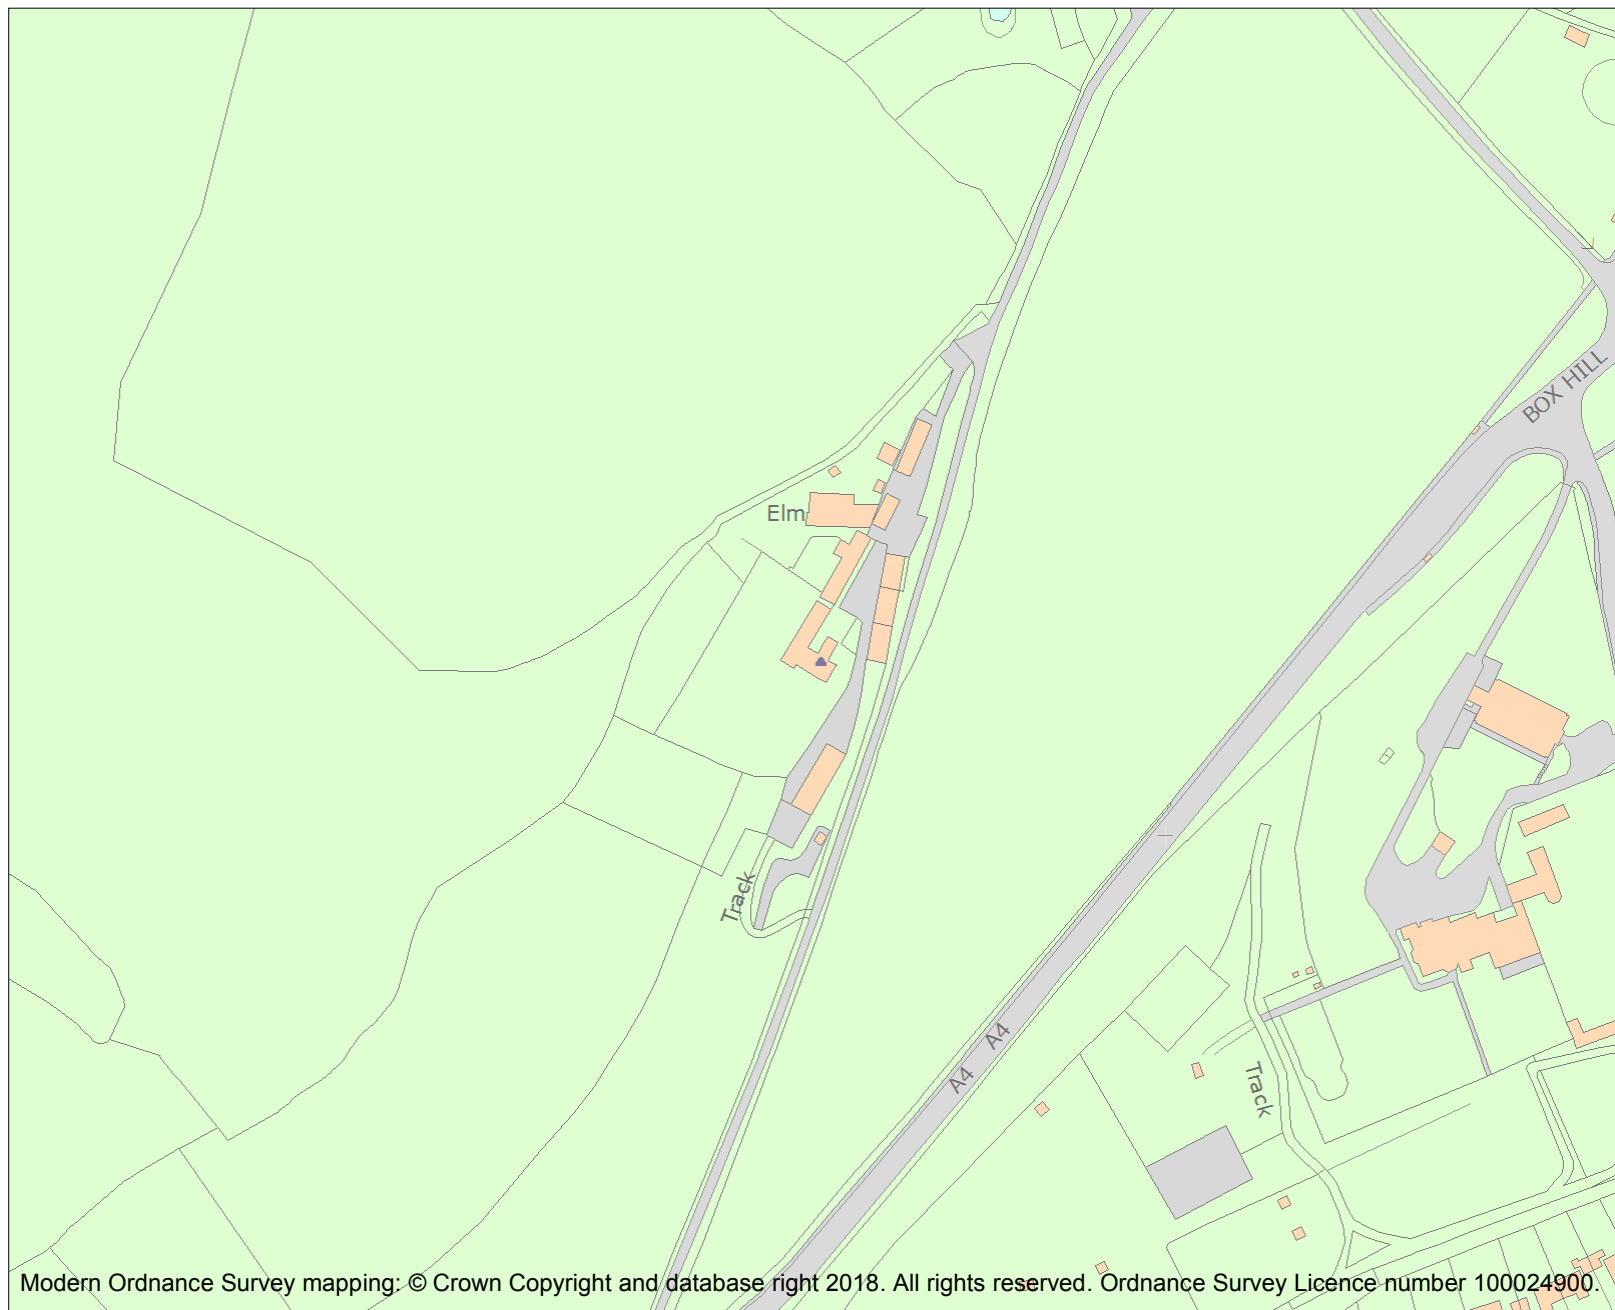 BOX HILL
Elm
Track
A4
A4
Track
Modern Ordnance Survey mapping: © Crown Copyright and database right 2018. All rights reserved. Ordnance Survey Licence number 100024900.